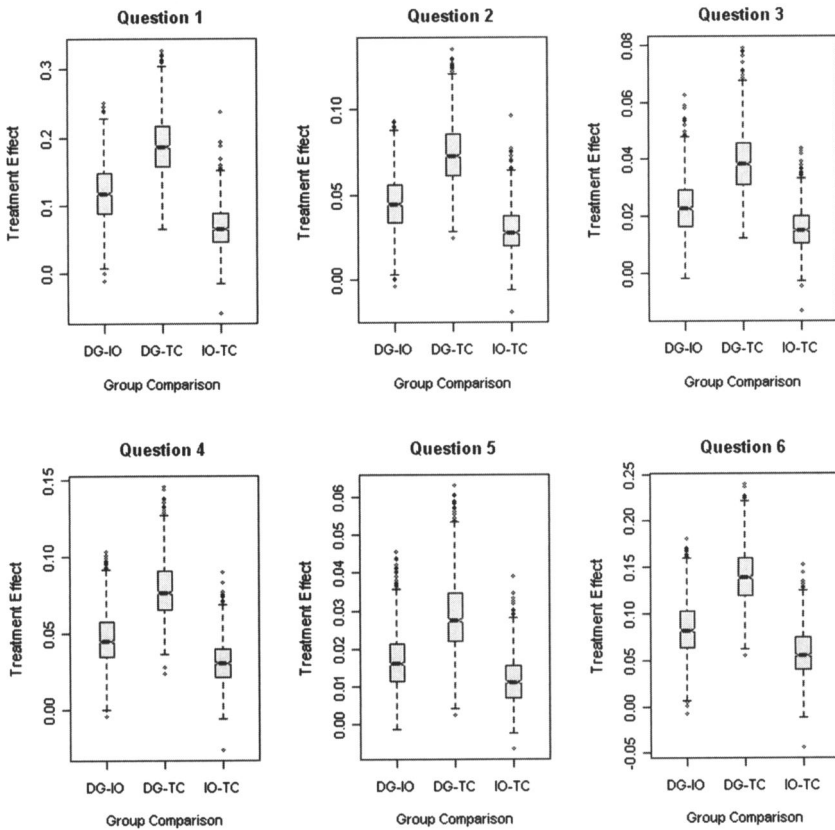 Question 1
Treatment Effect
0.3
0.2
0.1
0.0
DG-IO DG-TC IO-TC
Group Comparison
Question 2
Treatment Effect
0.10
0.05
0.00
DG-IO DG-TC IO-TC
Group Comparison
Question 3
Treatment Effect
0.08
0.06
0.04
0.02
0.00
DG-IO DG-TC IO-TC
Group Comparison
Question 4
Treatment Effect
0.15
0.10
0.05
0.00
DG-IO DG-TC IO-TC
Group Comparison
Question 5
Treatment Effect
0.06
0.05
0.04
0.03
0.02
0.01
0.00
DG-IO DG-TC IO-TC
Group Comparison
Question 6
Treatment Effect
0.25
0.20
0.15
0.10
0.05
0.00
-0.05
DG-IO DG-TC IO-TC
Group Comparison